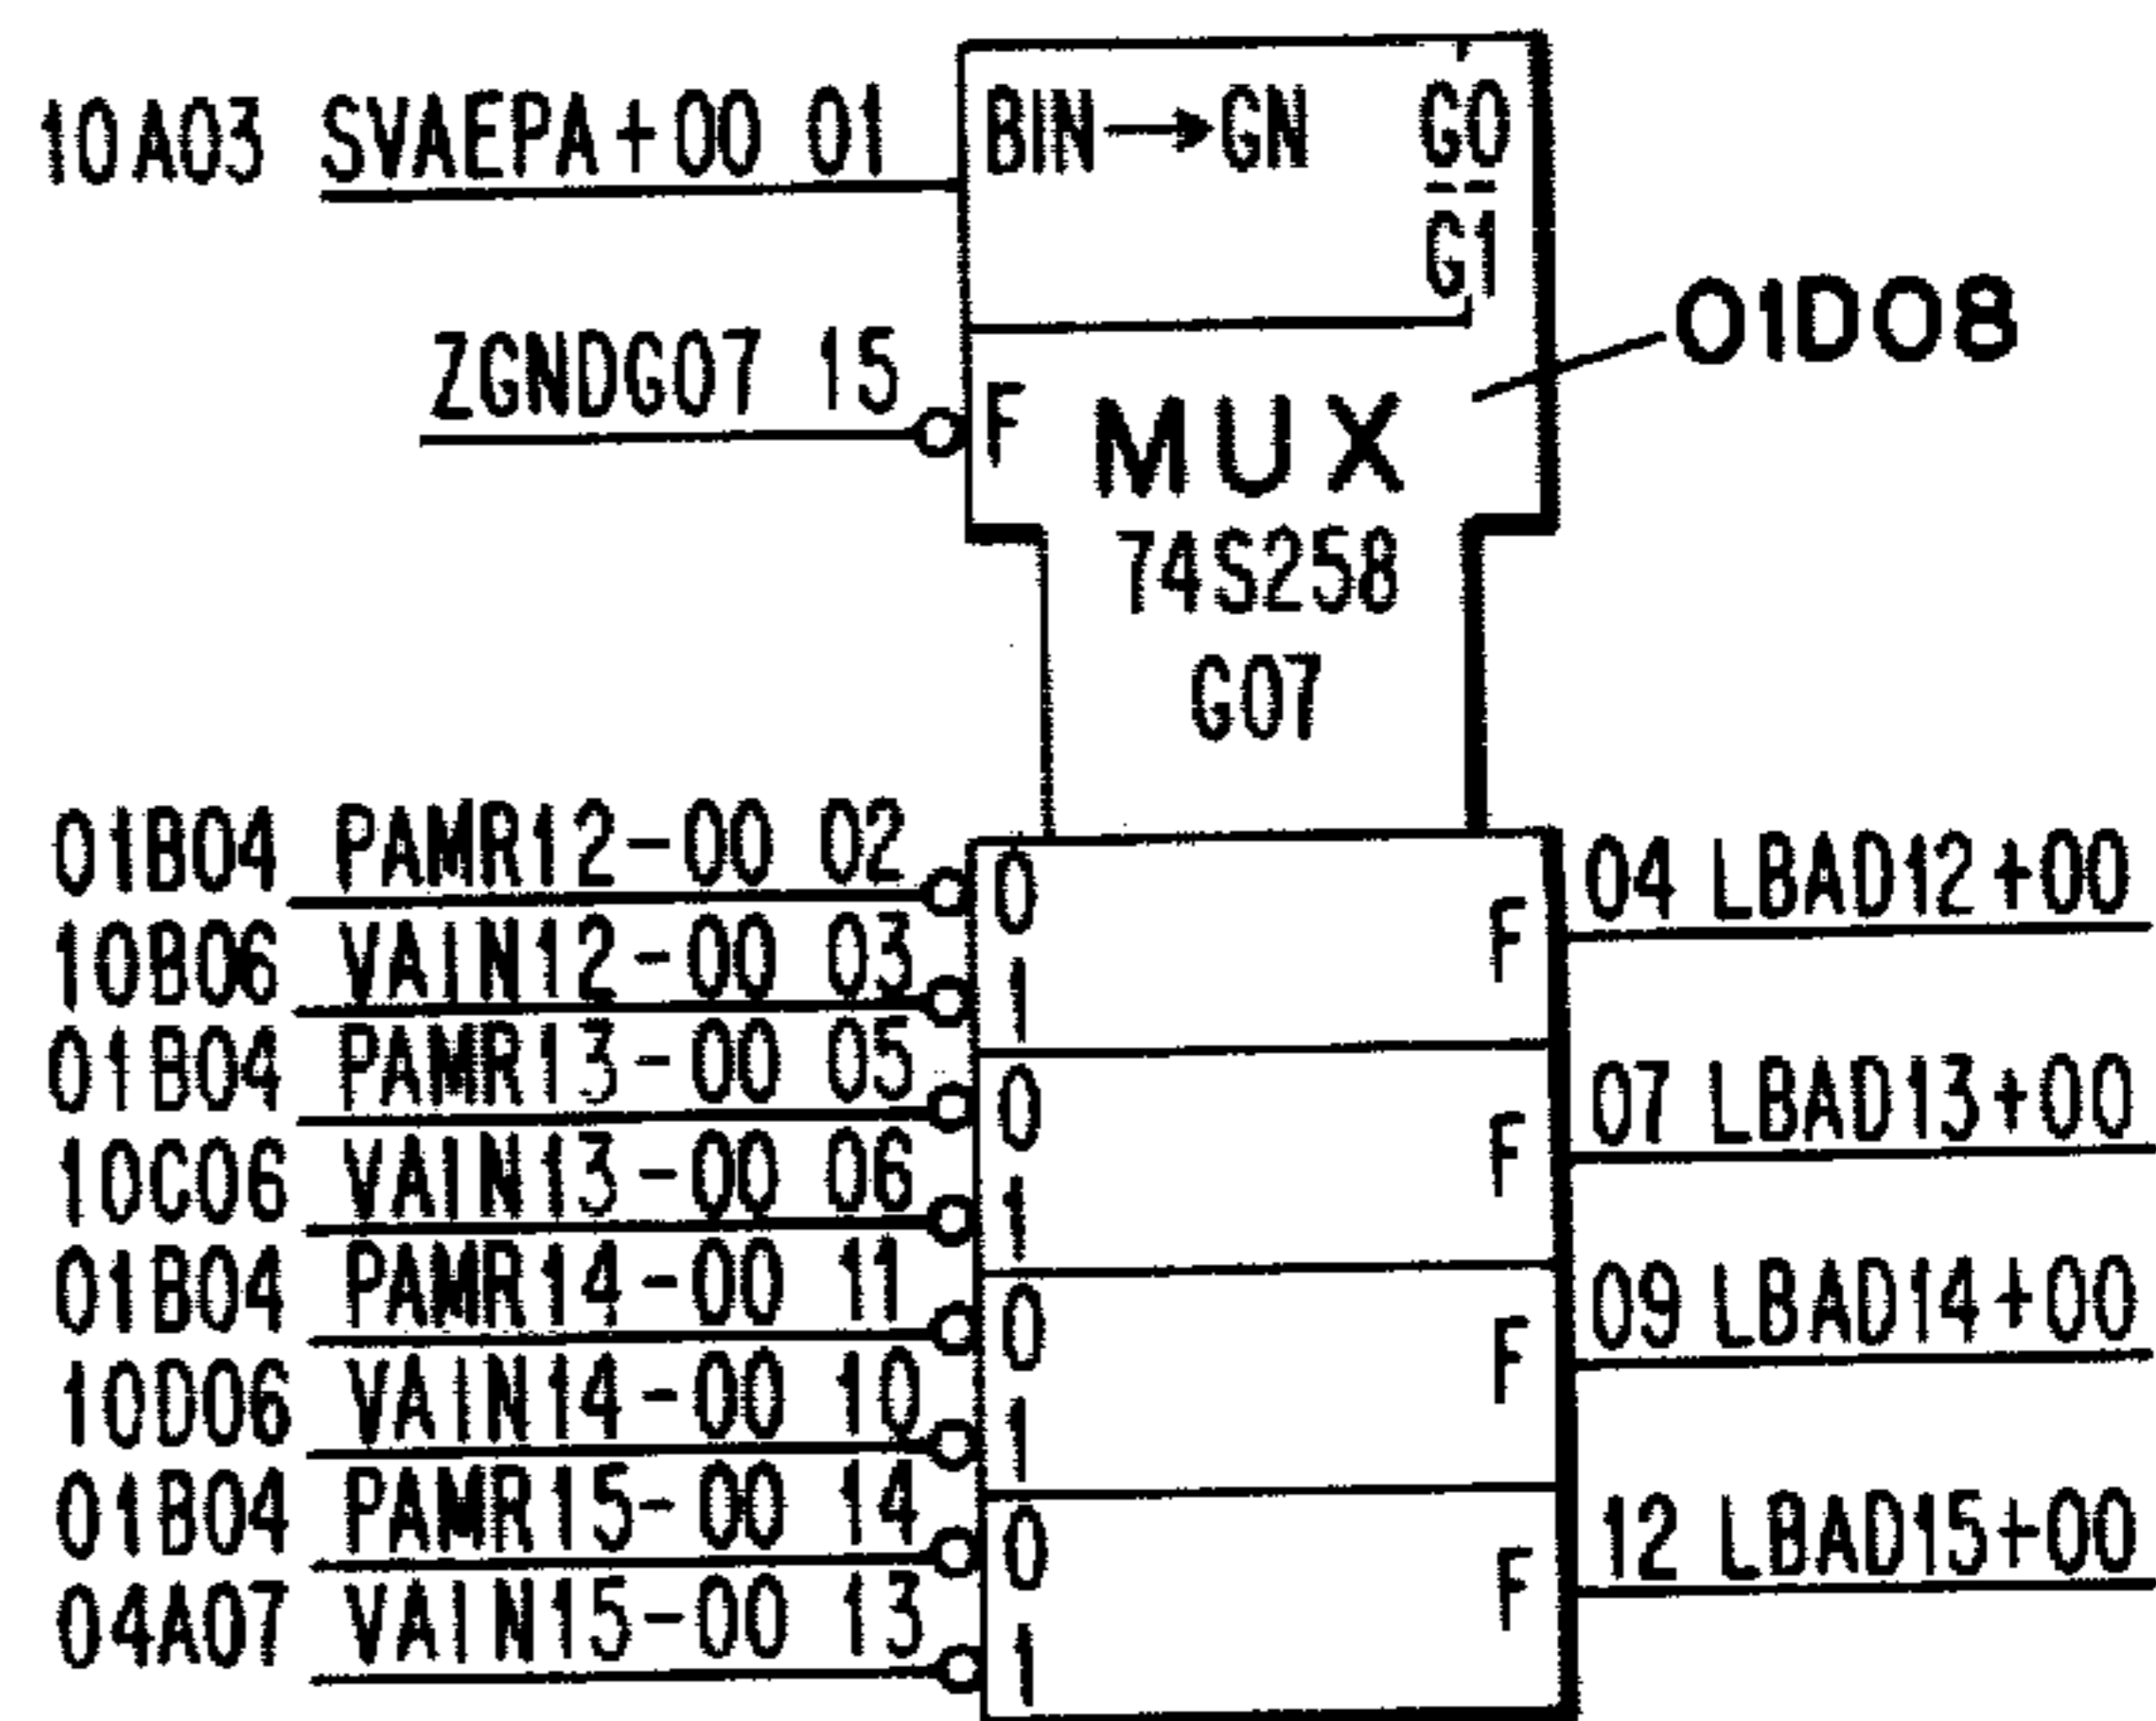 10A03 SVAEPA+00 01 BIN→GN G0
G1
01D08
ZGNDG07 15 F
MUX
74S258
G07
01B04 PAMR12-00 02 0 F 04 LBAD12+00
10B06 VAIN12-00 03 1
01B04 PAMR13-00 05 0 F 07 LBAD13+00
10C06 VAIN13-00 06 1
01B04 PAMR14-00 11 0 F 09 LBAD14+00
10D06 VAIN14-00 10 1
01B04 PAMR15-00 14 0 F 12 LBAD15+00
04A07 VAIN15-00 13 1